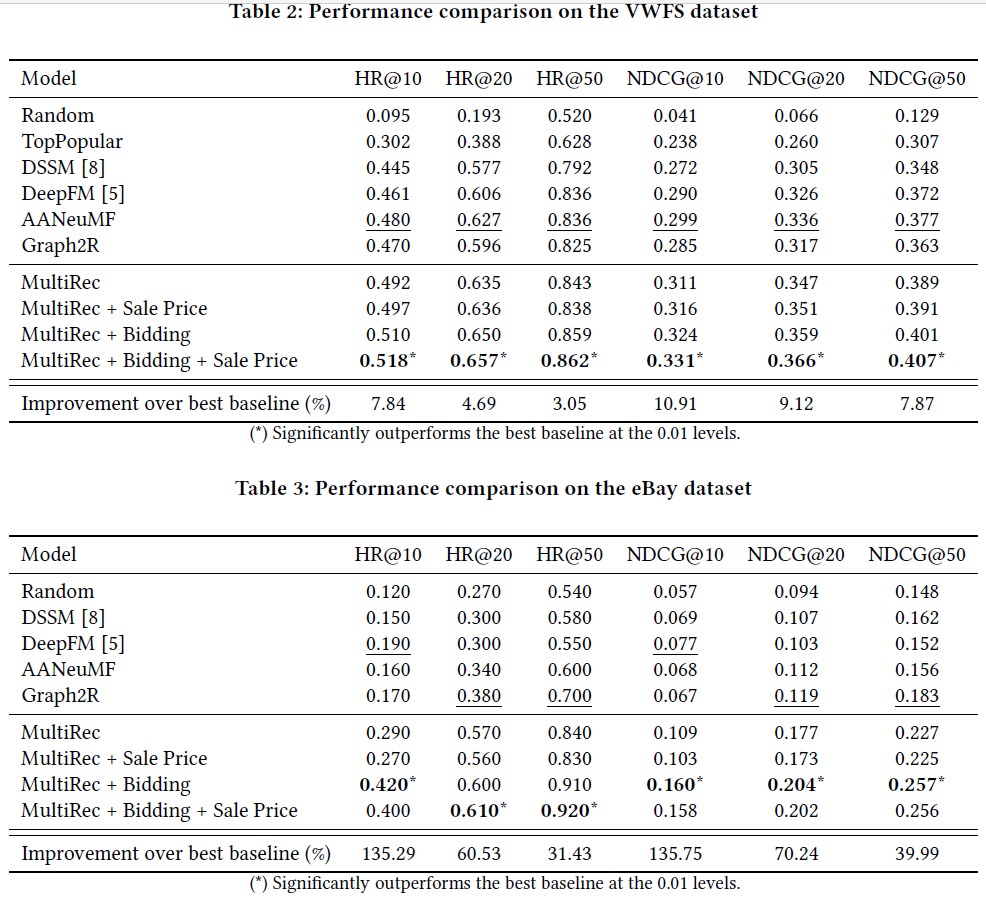 Table 2: Performance comparison on the VWFS dataset
Model HR@10 HR@20 HR@50 NDCG@10 NDCG@20 NDCG@50
Random 0.095 0.193 0.520 0.041 0.066 0.129
TopPopular 0.302 0.388 0.628 0.238 0.260 0.307
DSSM [8] 0.445 0.577 0.792 0.272 0.305 0.348
DeepFM [5] 0.461 0.606 0.836 0.290 0.326 0.372
AANeuMF 0.480 0.627 0.836 0.299 0.336 0.377
Graph2R 0.470 0.596 0.825 0.285 0.317 0.363
MultiRec 0.492 0.635 0.843 0.311 0.347 0.389
MultiRec + Sale Price 0.497 0.636 0.838 0.316 0.351 0.391
MultiRec + Bidding 0.510 0.650 0.859 0.324 0.359 0.401
MultiRec + Bidding + Sale Price 0.518* 0.657* 0.862* 0.331* 0.366* 0.407*
Improvement over best baseline (%) 7.84 4.69 3.05 10.91 9.12 7.87
(*) Significantly outperforms the best baseline at the 0.01 levels.
Table 3: Performance comparison on the eBay dataset
Model HR@10 HR@20 HR@50 NDCG@10 NDCG@20 NDCG@50
Random 0.120 0.270 0.540 0.057 0.094 0.148
DSSM [8] 0.150 0.300 0.580 0.069 0.107 0.162
DeepFM [5] 0.190 0.300 0.550 0.077 0.103 0.152
AANeuMF 0.160 0.340 0.600 0.068 0.112 0.156
Graph2R 0.170 0.380 0.700 0.067 0.119 0.183
MultiRec 0.290 0.570 0.840 0.109 0.177 0.227
MultiRec + Sale Price 0.270 0.560 0.830 0.103 0.173 0.225
MultiRec + Bidding 0.420* 0.600 0.910 0.160* 0.204* 0.257*
MultiRec + Bidding + Sale Price 0.400 0.610* 0.920* 0.158 0.202 0.256
Improvement over best baseline (%) 135.29 60.53 31.43 135.75 70.24 39.99
(*) Significantly outperforms the best baseline at the 0.01 levels.